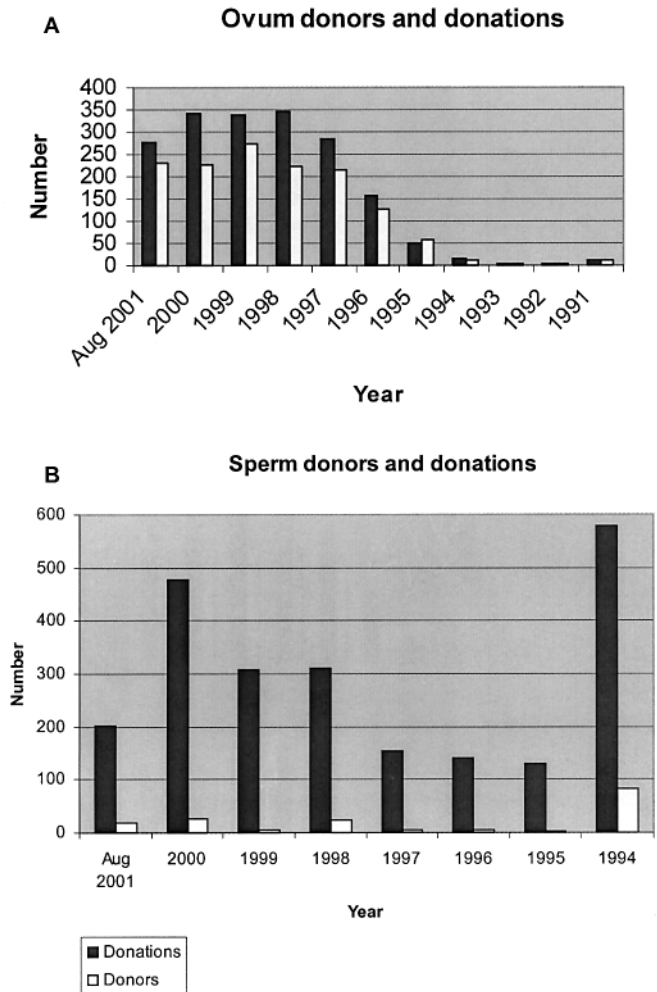 A
Ovum donors and donations
400
350
300
250
200
150
100
50
0
Number
Aug 2001
2000
1999
1998
1997
1996
1995
1994
1993
1992
1991
Year
B
Sperm donors and donations
600
500
400
300
200
100
0
Number
Aug
2001
2000
1999
1998
1997
1996
1995
1994
Year
Donations
Donors